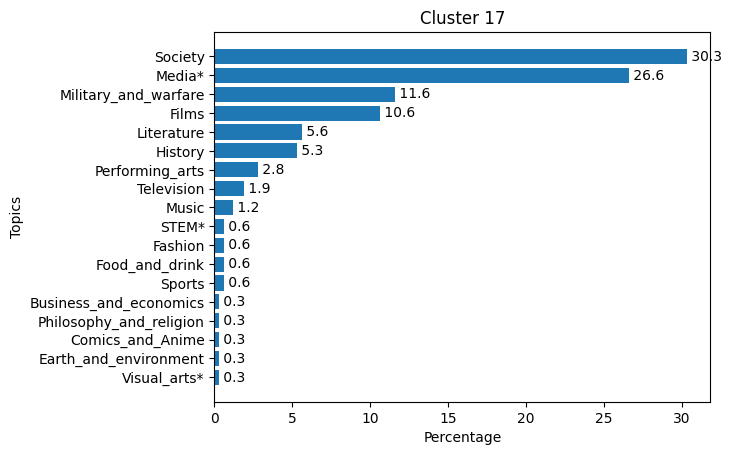 Cluster 17
Topics
Society 30.3
Media* 26.6
Military_and_warfare 11.6
Films 10.6
Literature 5.6
History 5.3
Performing_arts 2.8
Television 1.9
Music 1.2
STEM* 0.6
Fashion 0.6
Food_and_drink 0.6
Sports 0.6
Business_and_economics 0.3
Philosophy_and_religion 0.3
Comics_and_Anime 0.3
Earth_and_environment 0.3
Visual_arts* 0.3
0 5 10 15 20 25 30
Percentage